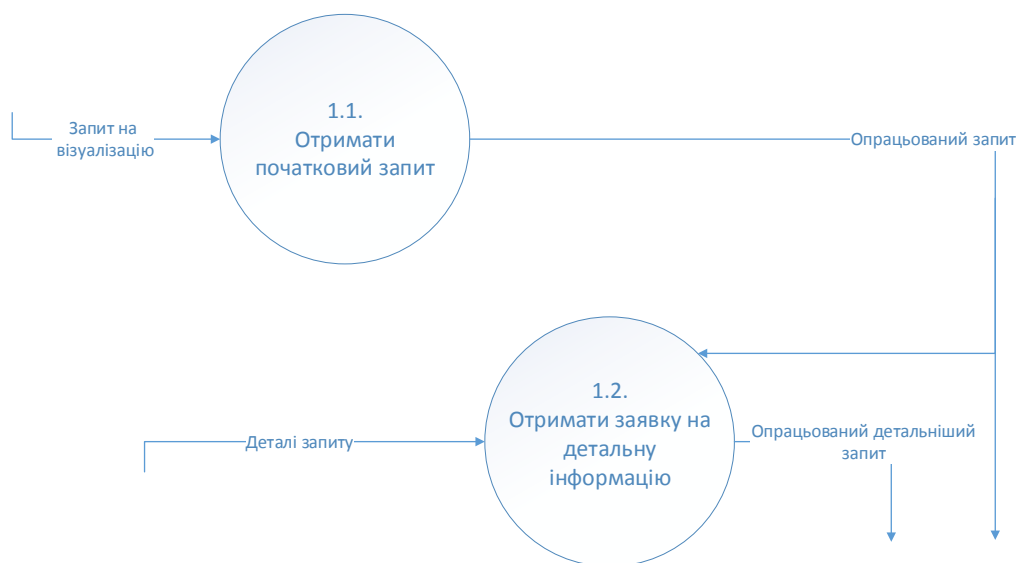 1.1.
Отримати
початковий запит
Запит на
візуалізацію
Опрацьований запит
1.2.
Отримати заявку на
детальну
інформацію
Деталі запиту
Опрацьований детальніший
запит